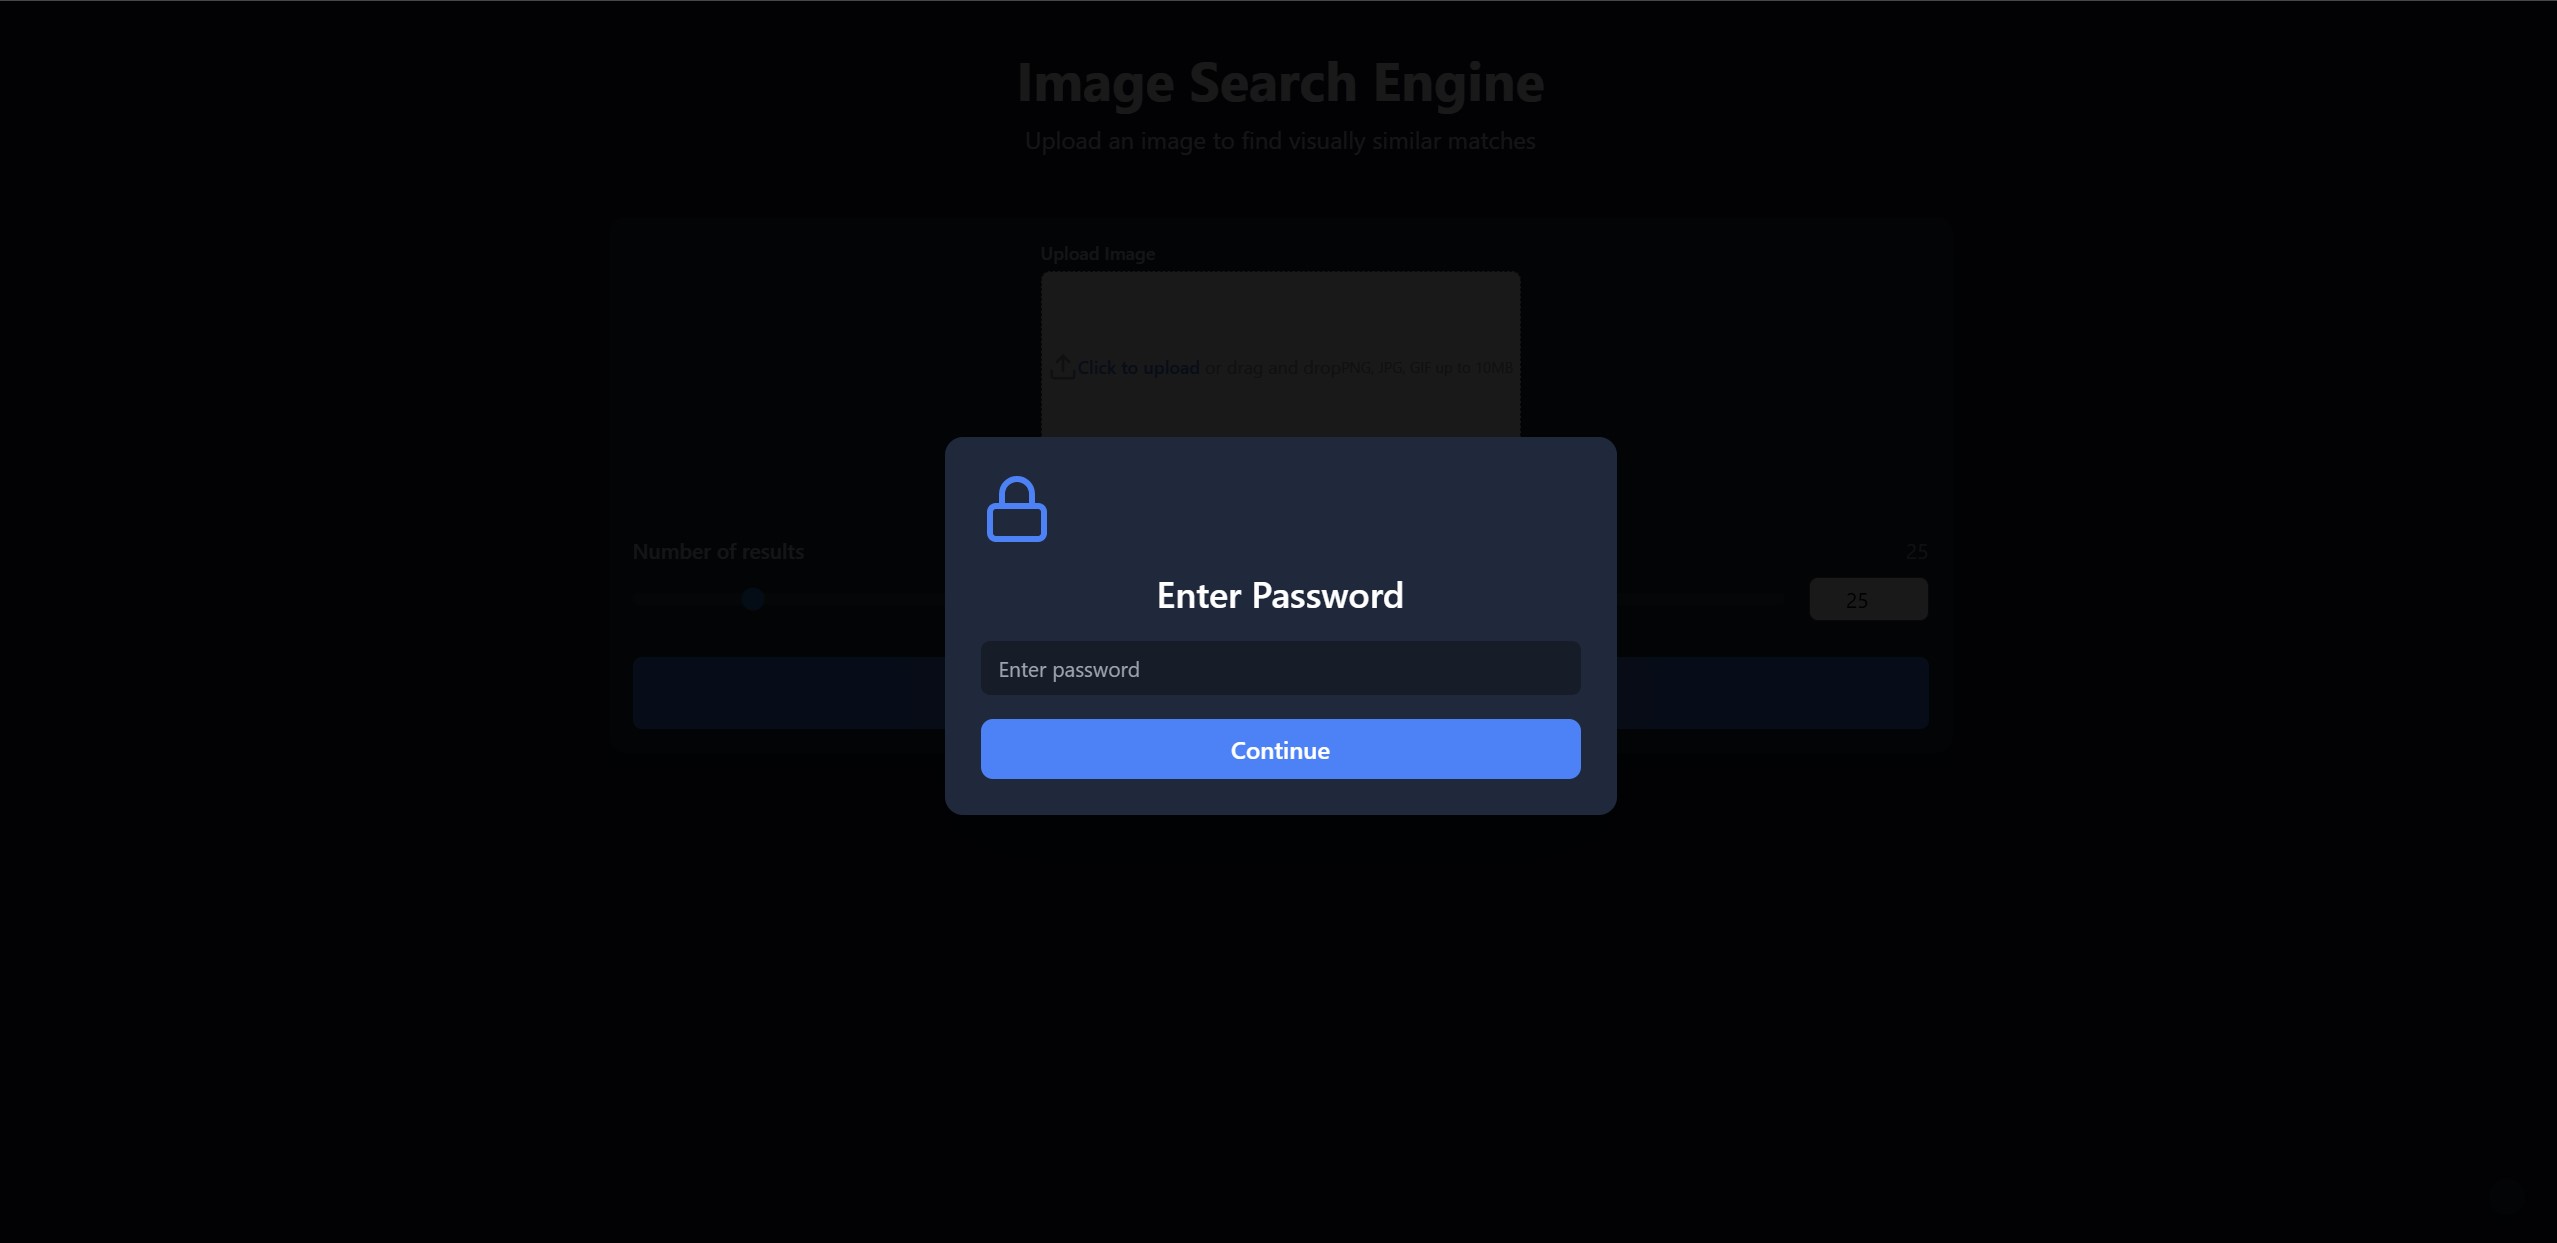 Image Search Engine
Upload an image to find visually similar matches
Upload Image
Click to upload or drag and dropPNG, JPG, GIF up to 10MB
Number of results
25
25
Enter Password
Enter password
Continue